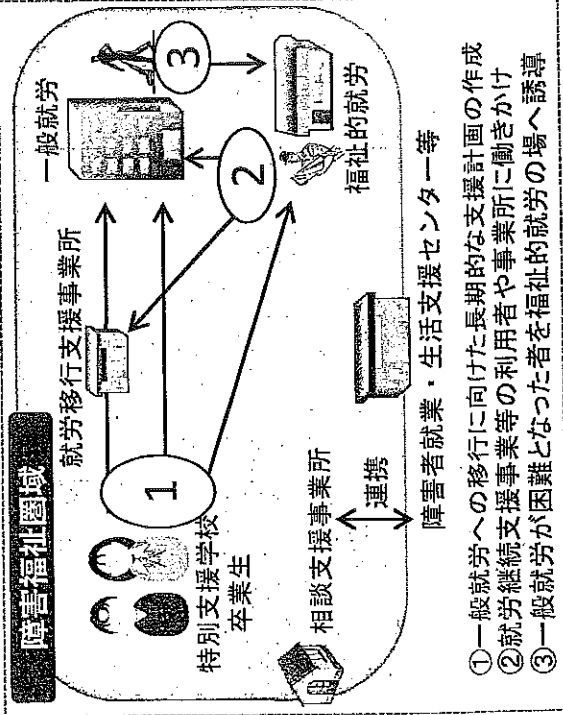 障害福祉圏域
一般就労
就労移行支援事業所
③
①
②
特別支援学校
卒業生
福祉的就労
相談支援事業所
連携
障害者就業・生活支援センター等
①一般就労への移行に向けた長期的な支援計画の作成
②就労継続支援事業等の利用者や事業所に働きかけ
③一般就労が困難となった者を福祉的就労の場へ誘導